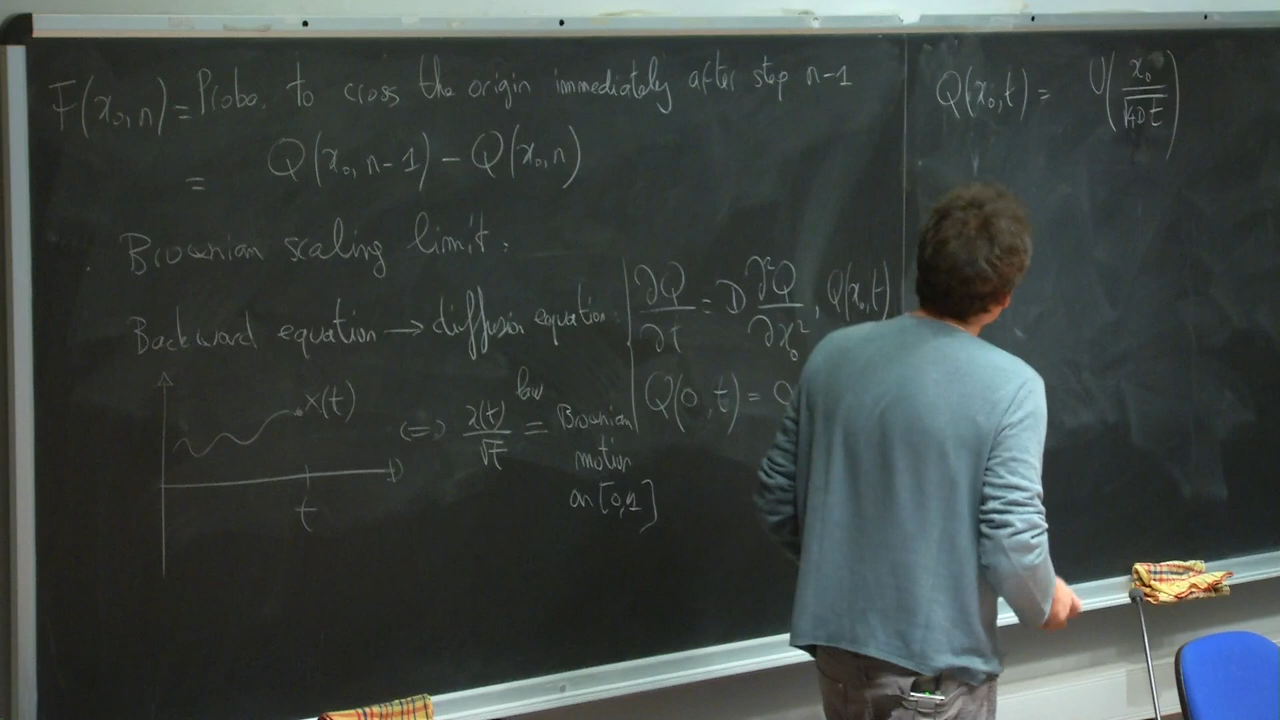 F(x₀,n) = Proba. to cross the origin immediately after step n-1
= Q(x₀, n-1) - Q(x₀, n)
Brownian scaling limit:
Backward equation → diffusion equation: ∂Q/∂t = D ∂²Q/∂x₀², Q(x₀,t)
Q(0,t) =
x(t)
t
⇔ x(t)/√t law= Brownian motion on [0,1]
Q(x₀,t) = U(x₀/√4Dt)